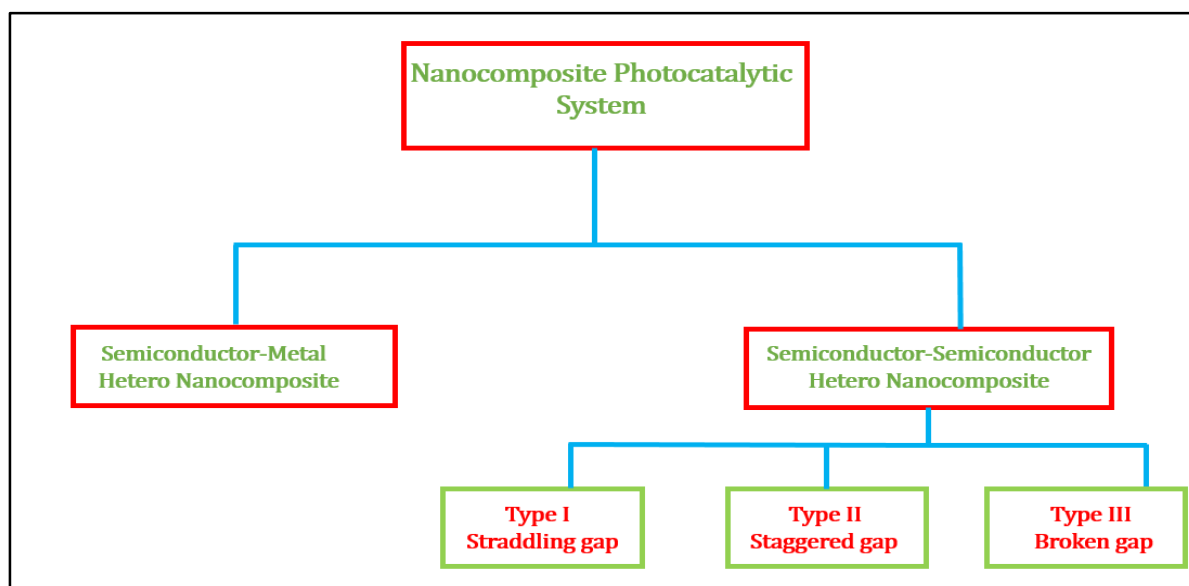 Nanocomposite Photocatalytic
System
Semiconductor-Metal
Hetero Nanocomposite
Semiconductor-Semiconductor
Hetero Nanocomposite
Type I
Straddling gap
Type II
Staggered gap
Type III
Broken gap